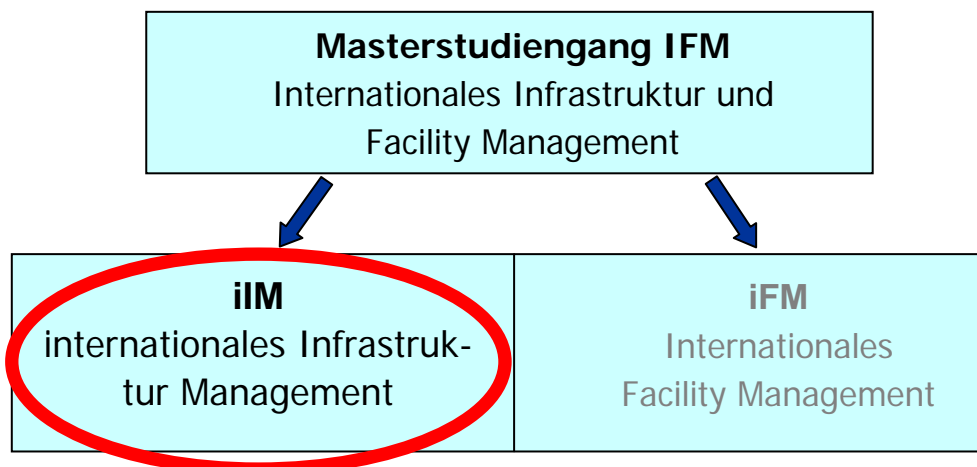 Masterstudiengang IFM
Internationales Infrastruktur und
Facility Management
iIM
internationales Infrastruk-
tur Management
iFM
Internationales
Facility Management